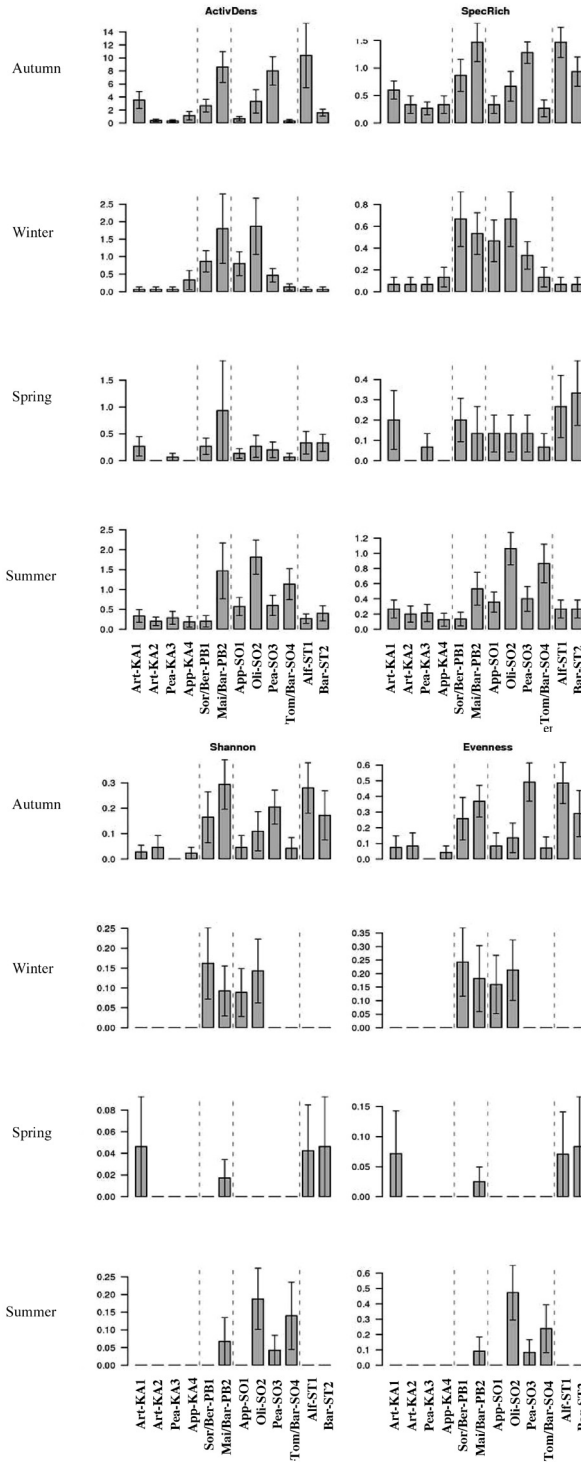 ActivDens SpecRich
Autumn
14
12
10
8
6
4
2
0
1.5
1.0
0.5
0.0
Winter
2.5
2.0
1.5
1.0
0.5
0.0
0.8
0.6
0.4
0.2
0.0
Spring
1.5
1.0
0.5
0.0
0.4
0.3
0.2
0.1
0.0
Summer
2.5
2.0
1.5
1.0
0.5
0.0
1.2
1.0
0.8
0.6
0.4
0.2
0.0
Art-KA1
Art-KA2
Pea-KA3
App-KA4
Sor/Ber-PB1
Mai/Bar-PB2
App-SO1
Oli-SO2
Pea-SO3
Tom/Bar-SO4
Alf-ST1
Bar-ST2
Art-KA1
Art-KA2
Pea-KA3
App-KA4
Sor/Ber-PB1
Mai/Bar-PB2
App-SO1
Oli-SO2
Pea-SO3
Tom/Bar-SO4
Alf-ST1
Bar-ST2
er
Shannon Evenness
Autumn
0.3
0.2
0.1
0.0
0.6
0.5
0.4
0.3
0.2
0.1
0.0
Winter
0.25
0.20
0.15
0.10
0.05
0.00
0.35
0.30
0.25
0.20
0.15
0.10
0.05
0.00
Spring
0.08
0.06
0.04
0.02
0.00
0.15
0.10
0.05
0.00
Summer
0.25
0.20
0.15
0.10
0.05
0.00
0.6
0.5
0.4
0.3
0.2
0.1
0.0
Art-KA1
Art-KA2
Pea-KA3
App-KA4
Sor/Ber-PB1
Mai/Bar-PB2
App-SO1
Oli-SO2
Pea-SO3
Tom/Bar-SO4
Alf-ST1
Bar-ST2
Art-KA1
Art-KA2
Pea-KA3
App-KA4
Sor/Ber-PB1
Mai/Bar-PB2
App-SO1
Oli-SO2
Pea-SO3
Tom/Bar-SO4
Alf-ST1
Bar-ST2